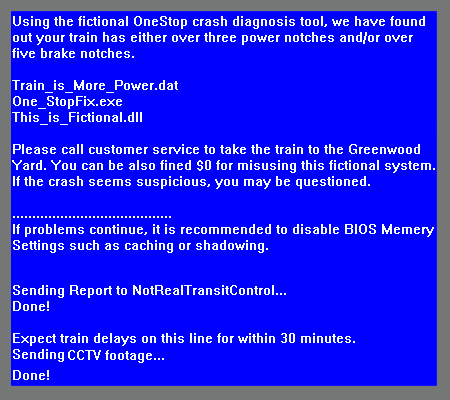 Using the fictional OneStop crash diagnosis tool, we have found
out your train has either over three power notches and/or over
five brake notches.
Train_is_More_Power.dat
One_StopFix.exe
This_is_Fictional.dll
Please call customer service to take the train to the Greenwood
Yard. You can be also fined $0 for misusing this fictional system.
If the crash seems suspicious, you may be questioned.
........................................
If problems continue, it is recommended to disable BIOS Memery
Settings such as caching or shadowing.
Sending Report to NotRealTransitControl...
Done!
Expect train delays on this line for within 30 minutes.
Sending CCTV footage...
Done!